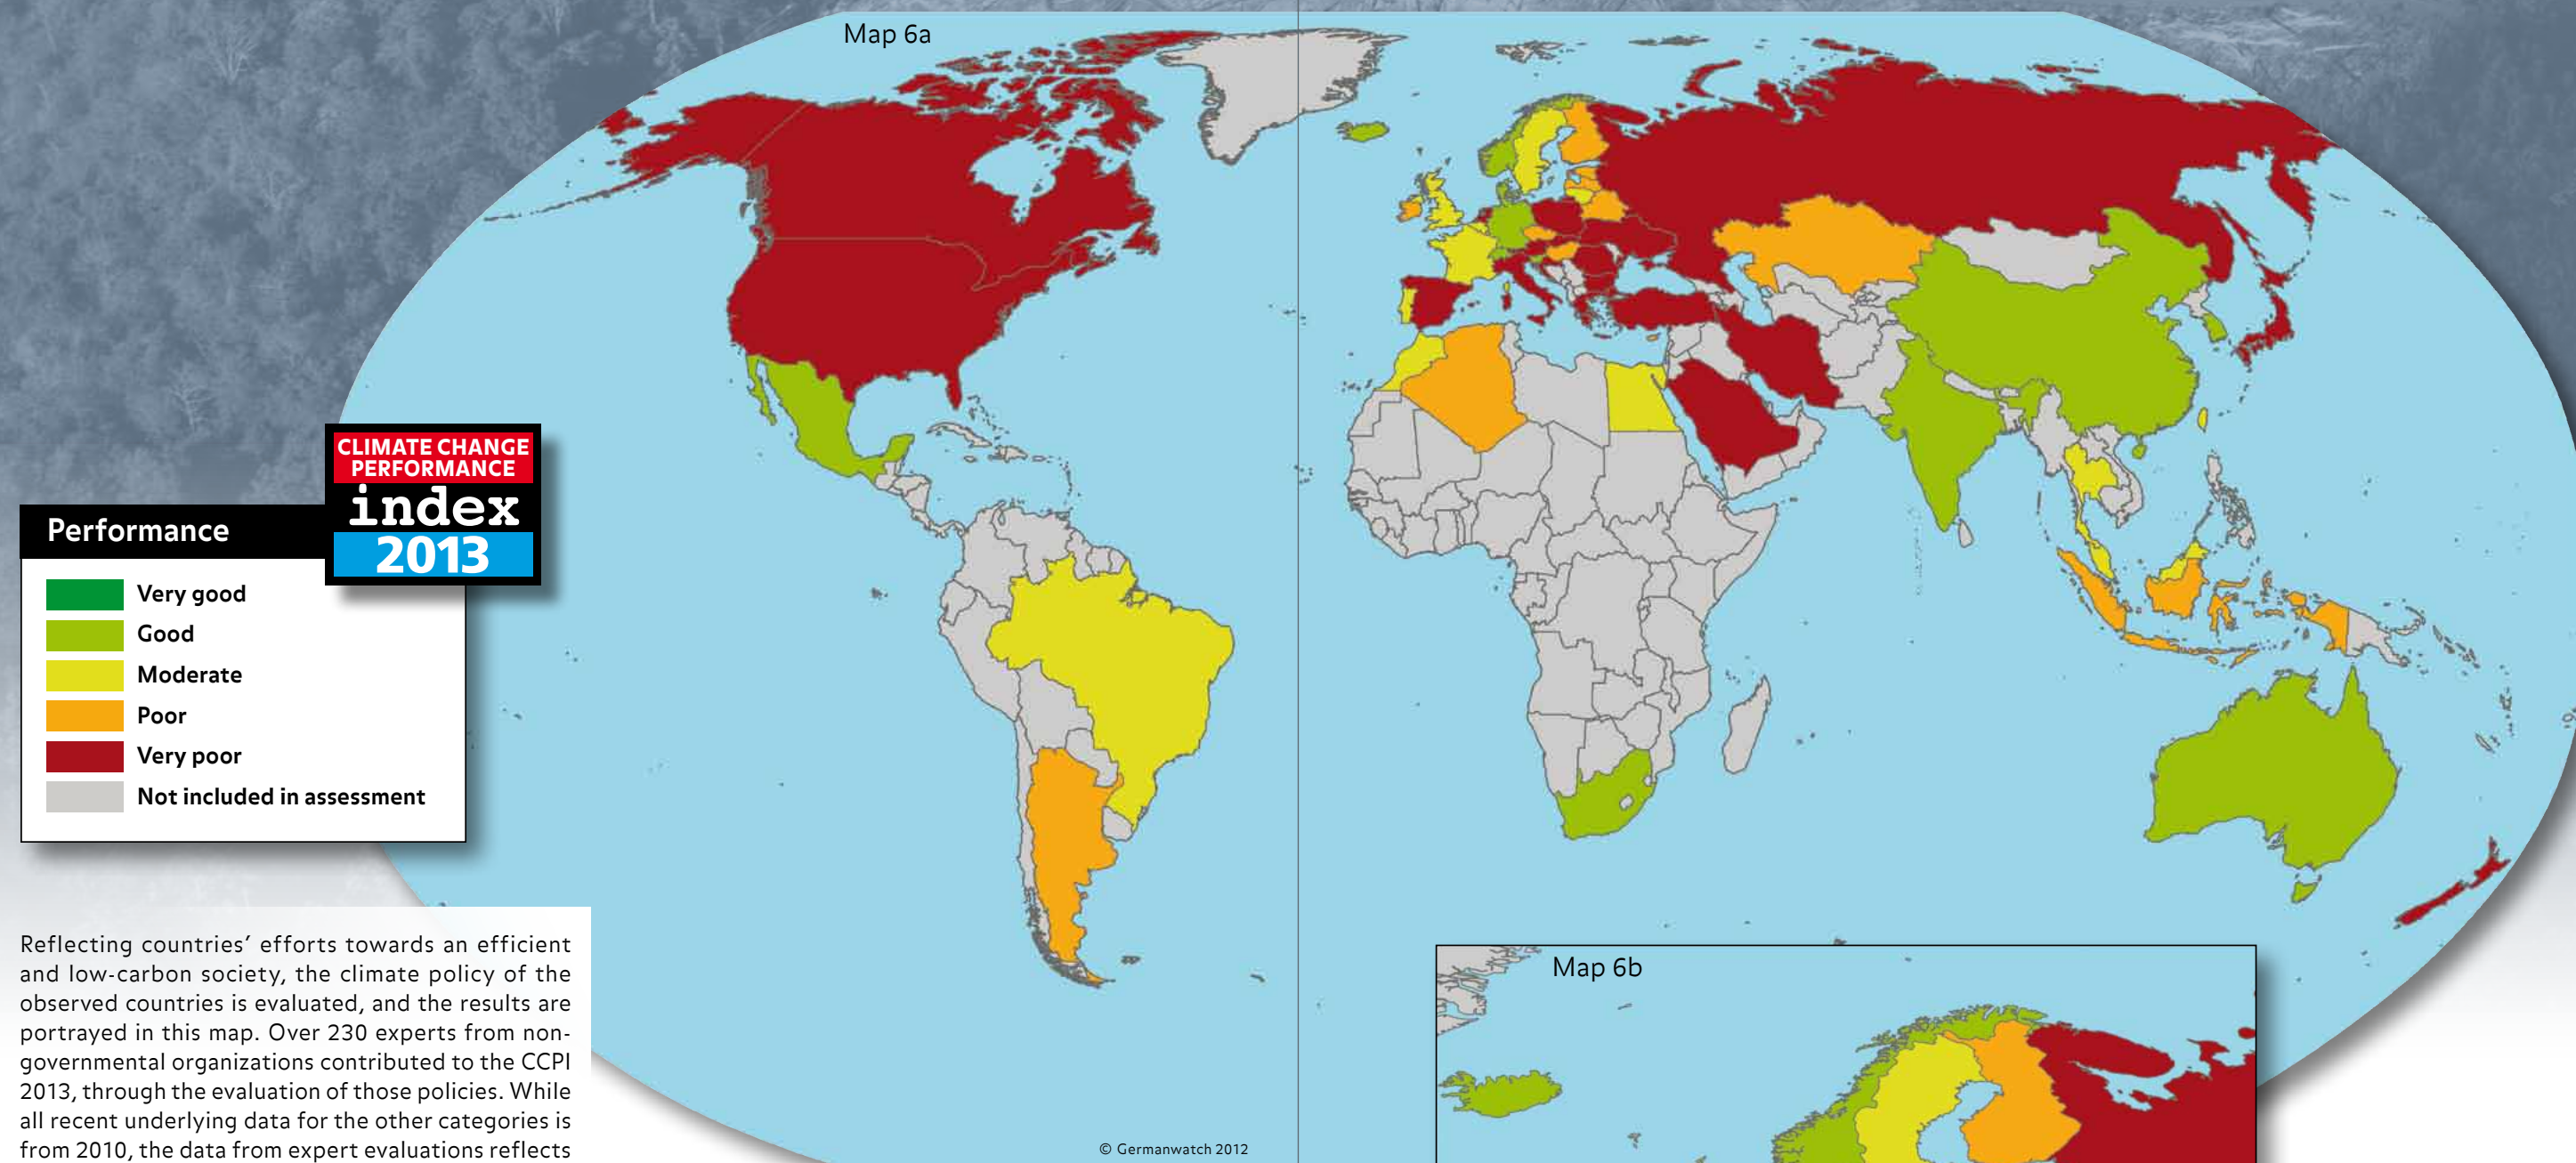 Map 6a
CLIMATE CHANGE
PERFORMANCE
index
2013
Performance
Very good
Good
Moderate
Poor
Very poor
Not included in assessment
Reflecting countries’ efforts towards an efficient
and low-carbon society, the climate policy of the
observed countries is evaluated, and the results are
portrayed in this map. Over 230 experts from non-
governmental organizations contributed to the CCPI
2013, through the evaluation of those policies. While
all recent underlying data for the other categories is
from 2010, the data from expert evaluations reflects
Map 6b
© Germanwatch 2012